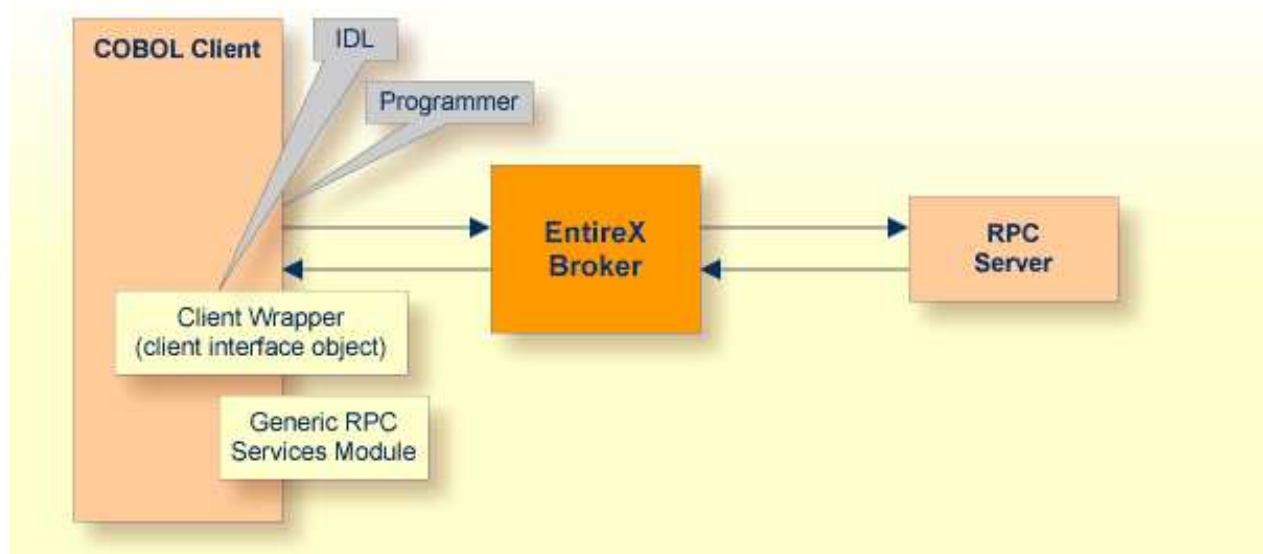 COBOL Client
IDL
Programmer
EntireX
Broker
RPC
Server
Client Wrapper
(client interface object)
Generic RPC
Services Module